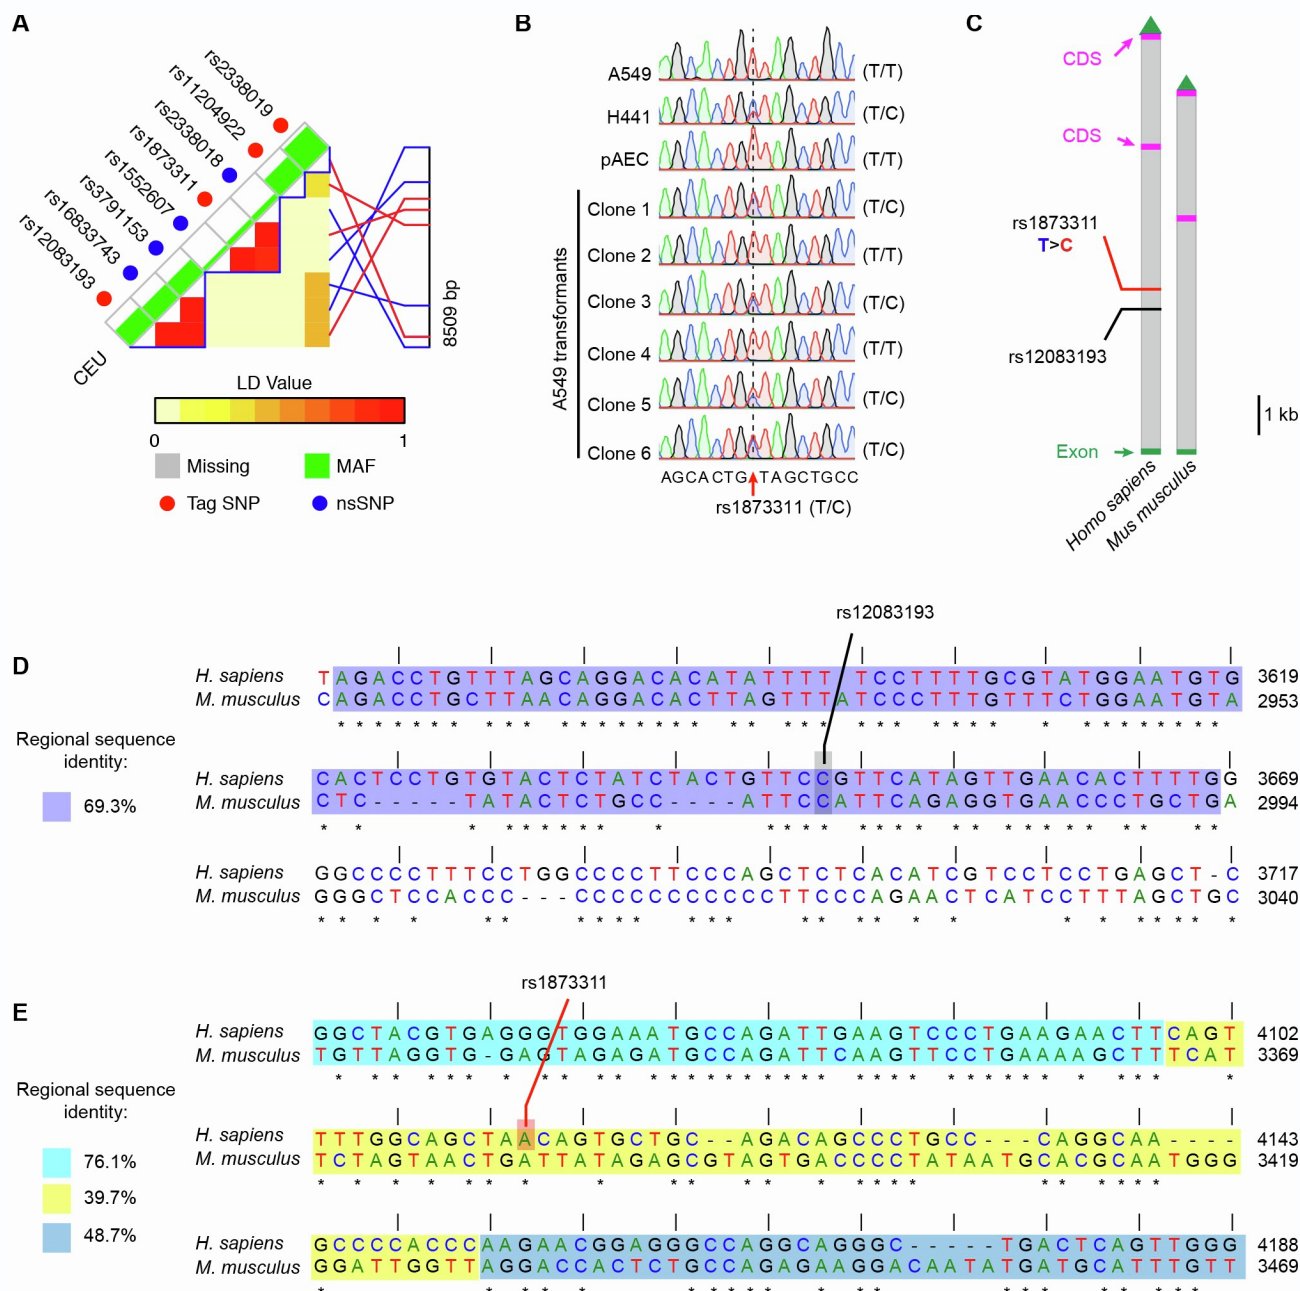 A
rs2338019
rs11204922
rs2338018
rs1873311
rs1552607
rs3791153
rs16833743
rs12083193
CEU
8509 bp
LD Value
0 1
Missing MAF
Tag SNP nsSNP
B
A549 (T/T)
H441 (T/C)
pAEC (T/T)
A549 transformants
Clone 1 (T/C)
Clone 2 (T/T)
Clone 3 (T/C)
Clone 4 (T/T)
Clone 5 (T/C)
Clone 6 (T/C)
AGCACTG TAGCTGCC
rs1873311 (T/C)
C
CDS
CDS
rs1873311
T>C
rs12083193
1 kb
Exon
Homo sapiens
Mus musculus
rs12083193
D
H. sapiens TAGACCTGTTTAGCAGGACACATATTTT TCCTTTTGCGTATGGAATGTG 3619
M. musculus CAGACCTGCTTAACAGGACACTTAGTTTATCCCTTTGTTTCTGGAATGTA 2953
* * * * * * * * * * * * * * * * * * * * * * * * * * * * * * * * * * * * * *
Regional sequence
identity:
69.3%
H. sapiens CACTCCTGTGTACTCTATCTACTGTTCCGTTCATAGTTGAACACTTTTGG 3669
M. musculus CTC-----TATACTCTGCC----ATTCCATTCAGAGGTGAACCCTGCTGA 2994
* * * * * * * * * * * * * * * * * * * * * * * * * * * * * *
H. sapiens GGCCCCTTTCCTGGCCCCTTCCCAGCTCTCACATCGTCCTCCTGAGCT-C 3717
M. musculus GGGCTCCACCC---CCCCCCCCCCTTCCCAGAACTCATCCTTTAGCTGC 3040
* * * * * * * * * * * * * * * * * * * * * * * * *
rs1873311
E
H. sapiens GGCTACGTGAGGGTGGAAATGCCAGATTGAAGTCCCTGAAGAACTTCAGT 4102
M. musculus TGTTAGGTG-GAGTAGAGATGCCAGATTCAAGTTCCTGAAAAGCTTTCAT 3369
* * * * * * * * * * * * * * * * * * * * * * * * * * * * * * * * * * * *
Regional sequence
identity:
76.1%
39.7%
48.7%
H. sapiens TTTGGCAGCTAACAGTGCTGC--AGACAGCCCTGCC---CAGGCAA---- 4143
M. musculus TCTAGTAACTGATTATAGAGCGTAGTGACCCCTATAATGCACGCAATGGG 3419
* * * * * * * * * * * * * * * * * * * *
H. sapiens GCCCCACCCAAGAACGGAGGGCCAGGCAGGGC-----TGACTCAGTTGGG 4188
M. musculus GGATTGGTTAGGACCACTCTGCCAGAGAAGGACAATATGATGCATTTGTT 3469